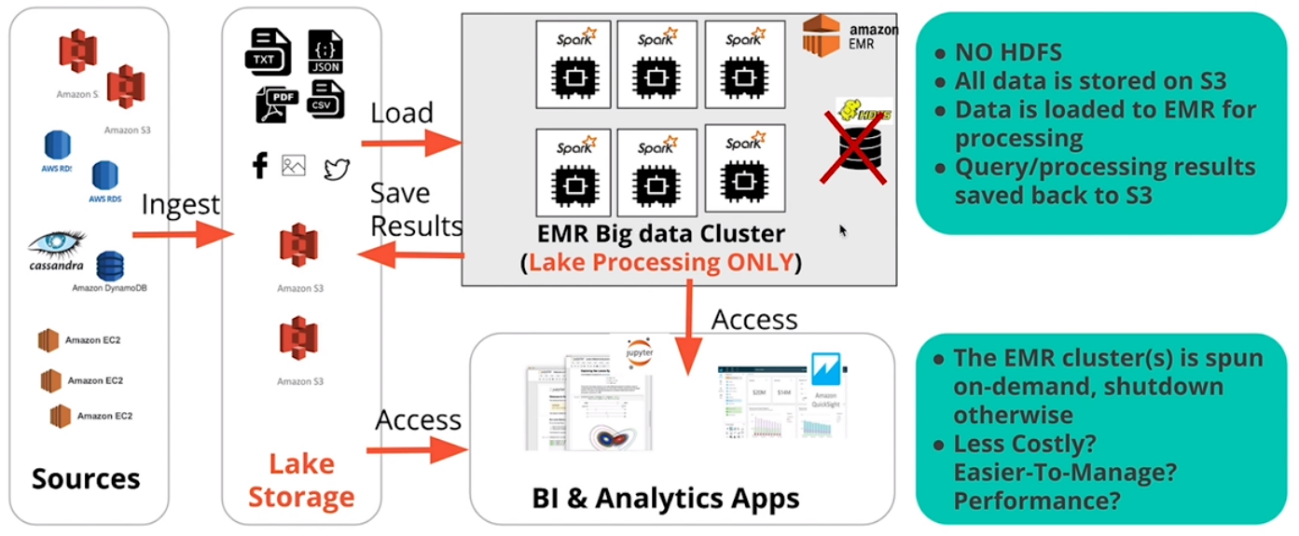 Amazon S
Amazon S3
AWS RD
AWS RDS
cassandra
Amazon DynamoDB
Amazon EC2
Amazon EC2
Amazon EC2
Sources
Ingest
TXT
{;}
JSON
PDF
CSV
Amazon S3
Amazon S3
Lake
Storage
Load
Save
Results
Access
Spark
Spark
Spark
Spark
Spark
Spark
amazon
EMR
EMR Big data Cluster
(Lake Processing ONLY)
Access
jupyter
$20M
$14M
Amazon
QuickSight
BI & Analytics Apps
● NO HDFS
● All data is stored on S3
● Data is loaded to EMR for
processing
● Query/processing results
saved back to S3
● The EMR cluster(s) is spun
on-demand, shutdown
otherwise
● Less Costly?
Easier-To-Manage?
Performance?